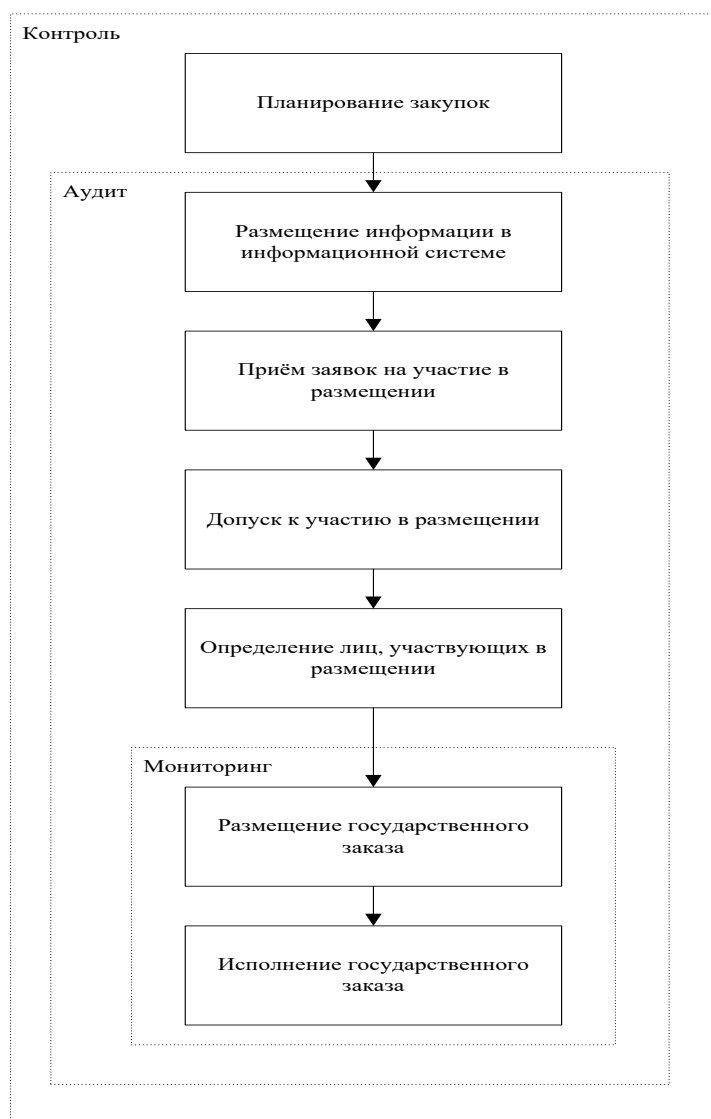 Контроль
Планирование закупок
Аудит
Размещение информации в
информационной системе
Приём заявок на участие в
размещении
Допуск к участию в размещении
Определение лиц, участвующих в
размещении
Мониторинг
Размещение государственного
заказа
Исполнение государственного
заказа